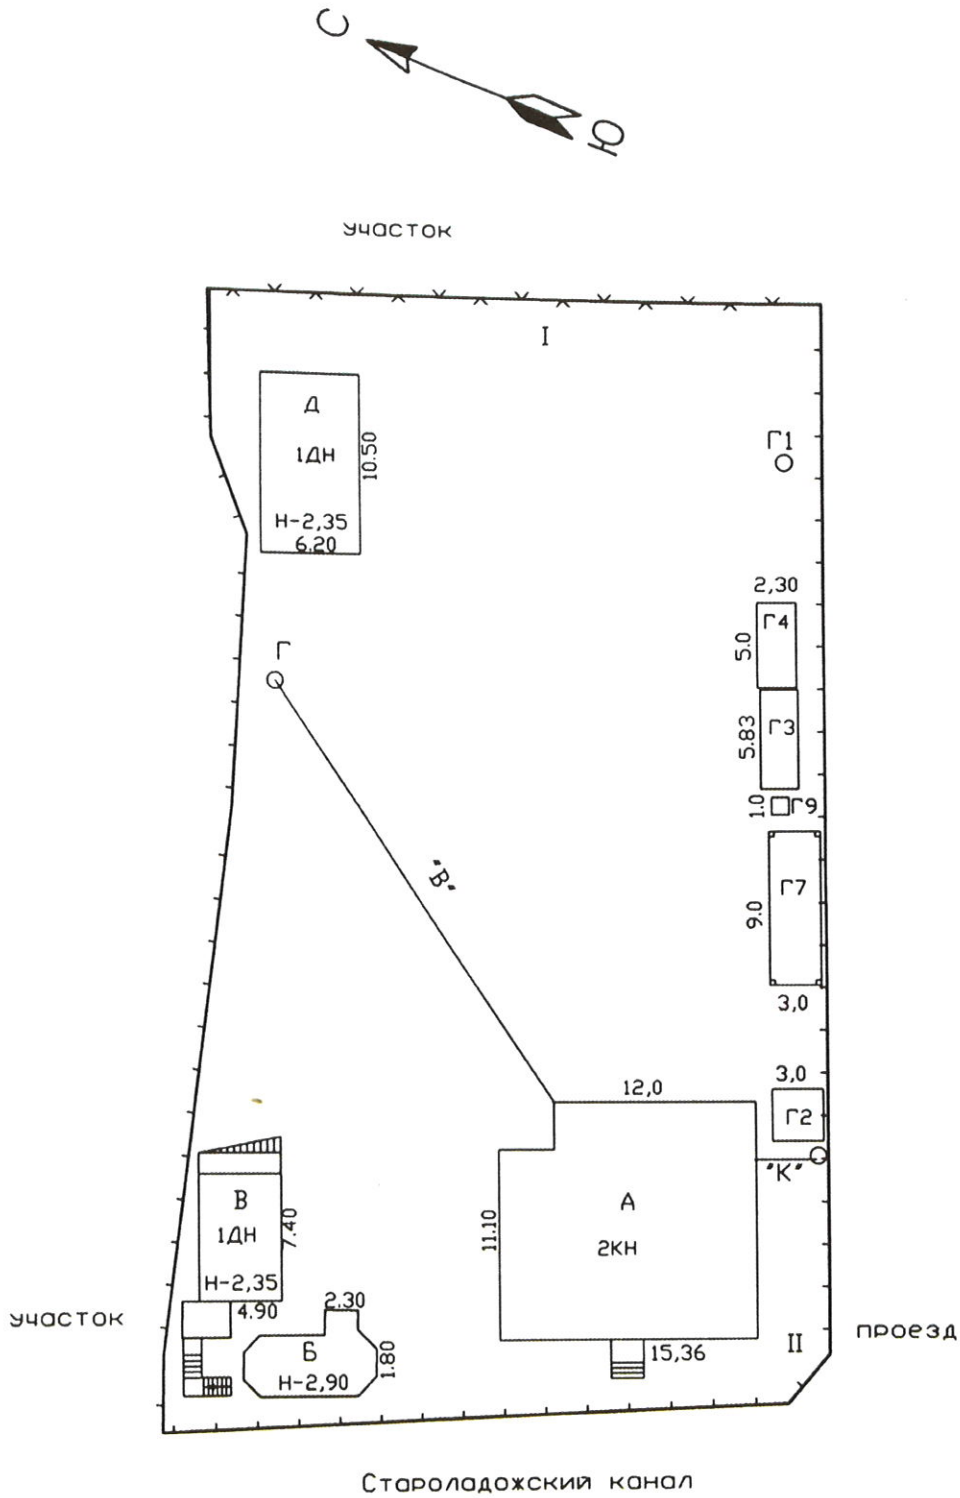 С
Ю
участок
I
Д
1ДН
10.50
Н-2,35
6.20
Г1
2,30
Г4
5.0
Г
Г3
5.83
1.0
Г9
"В"
Г7
9.0
3,0
3,0
12,0
Г2
"К"
В
1ДН
7.40
Н-2,35
4.90
А
2КН
11.10
участок
2.30
Б
1.80
Н-2,90
15,36
II
проезд
Староладожский канал